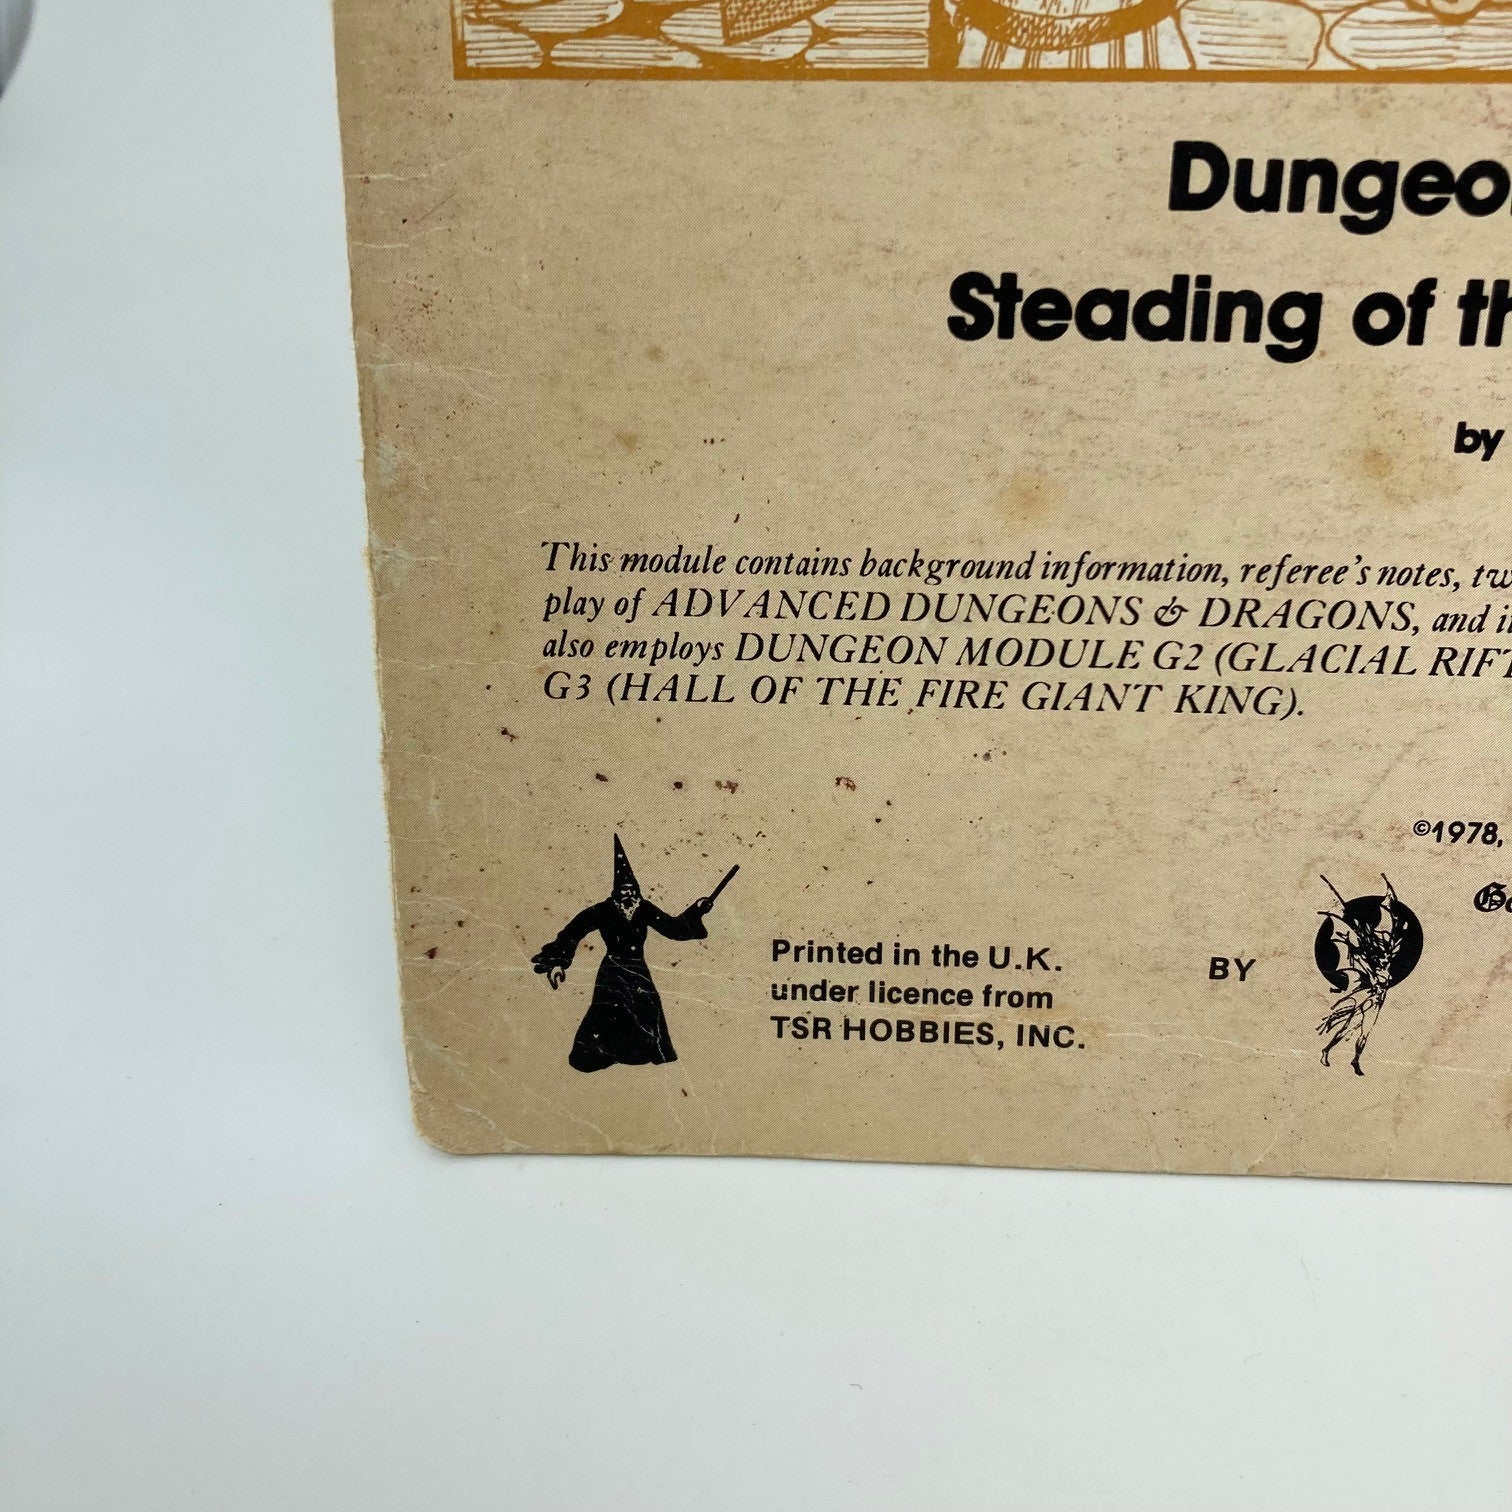 Dungeo
Steading of th
by
This module contains background information, referee's notes, tw
play of ADVANCED DUNGEONS & DRAGONS, and i
also employs DUNGEON MODULE G2 (GLACIAL RIFT
G3 (HALL OF THE FIRE GIANT KING).
©1978,
Printed in the U.K.
under licence from
TSR HOBBIES, INC.
BY